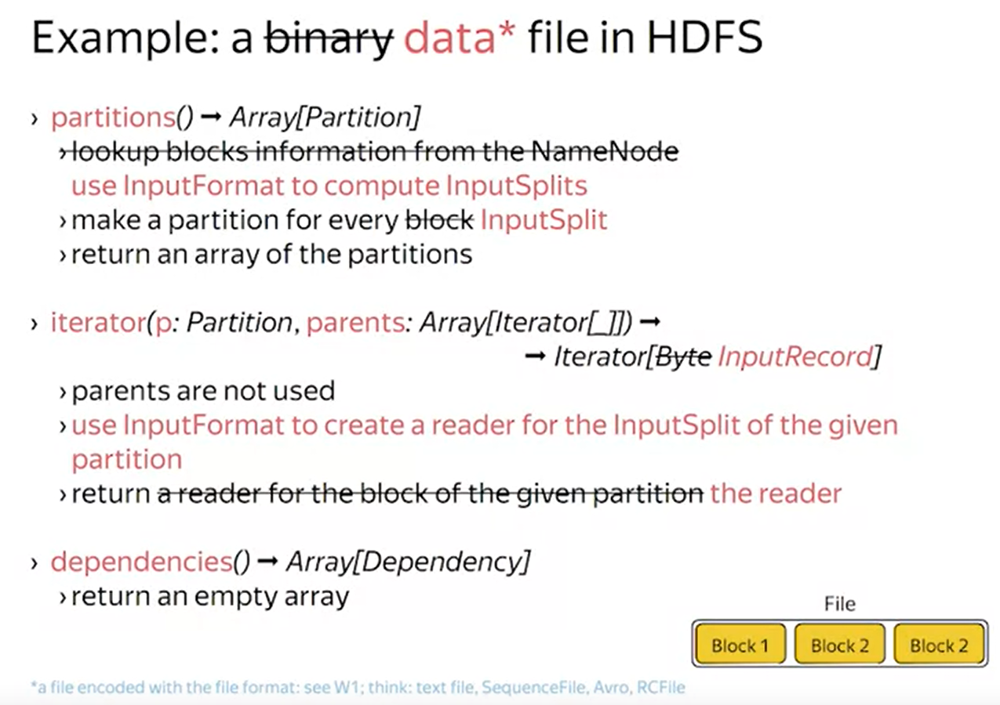 Example: a binary data* file in HDFS
› partitions() → Array[Partition]
› lookup blocks information from the NameNode
use InputFormat to compute InputSplits
› make a partition for every block InputSplit
› return an array of the partitions
› iterator(p: Partition, parents: Array[Iterator[_]]) →
→ Iterator[Byte InputRecord]
› parents are not used
› use InputFormat to create a reader for the InputSplit of the given
partition
› return a reader for the block of the given partition the reader
› dependencies() → Array[Dependency]
› return an empty array
File
Block 1 Block 2 Block 2
*a file encoded with the file format: see W1; think: text file, SequenceFile, Avro, RCFile